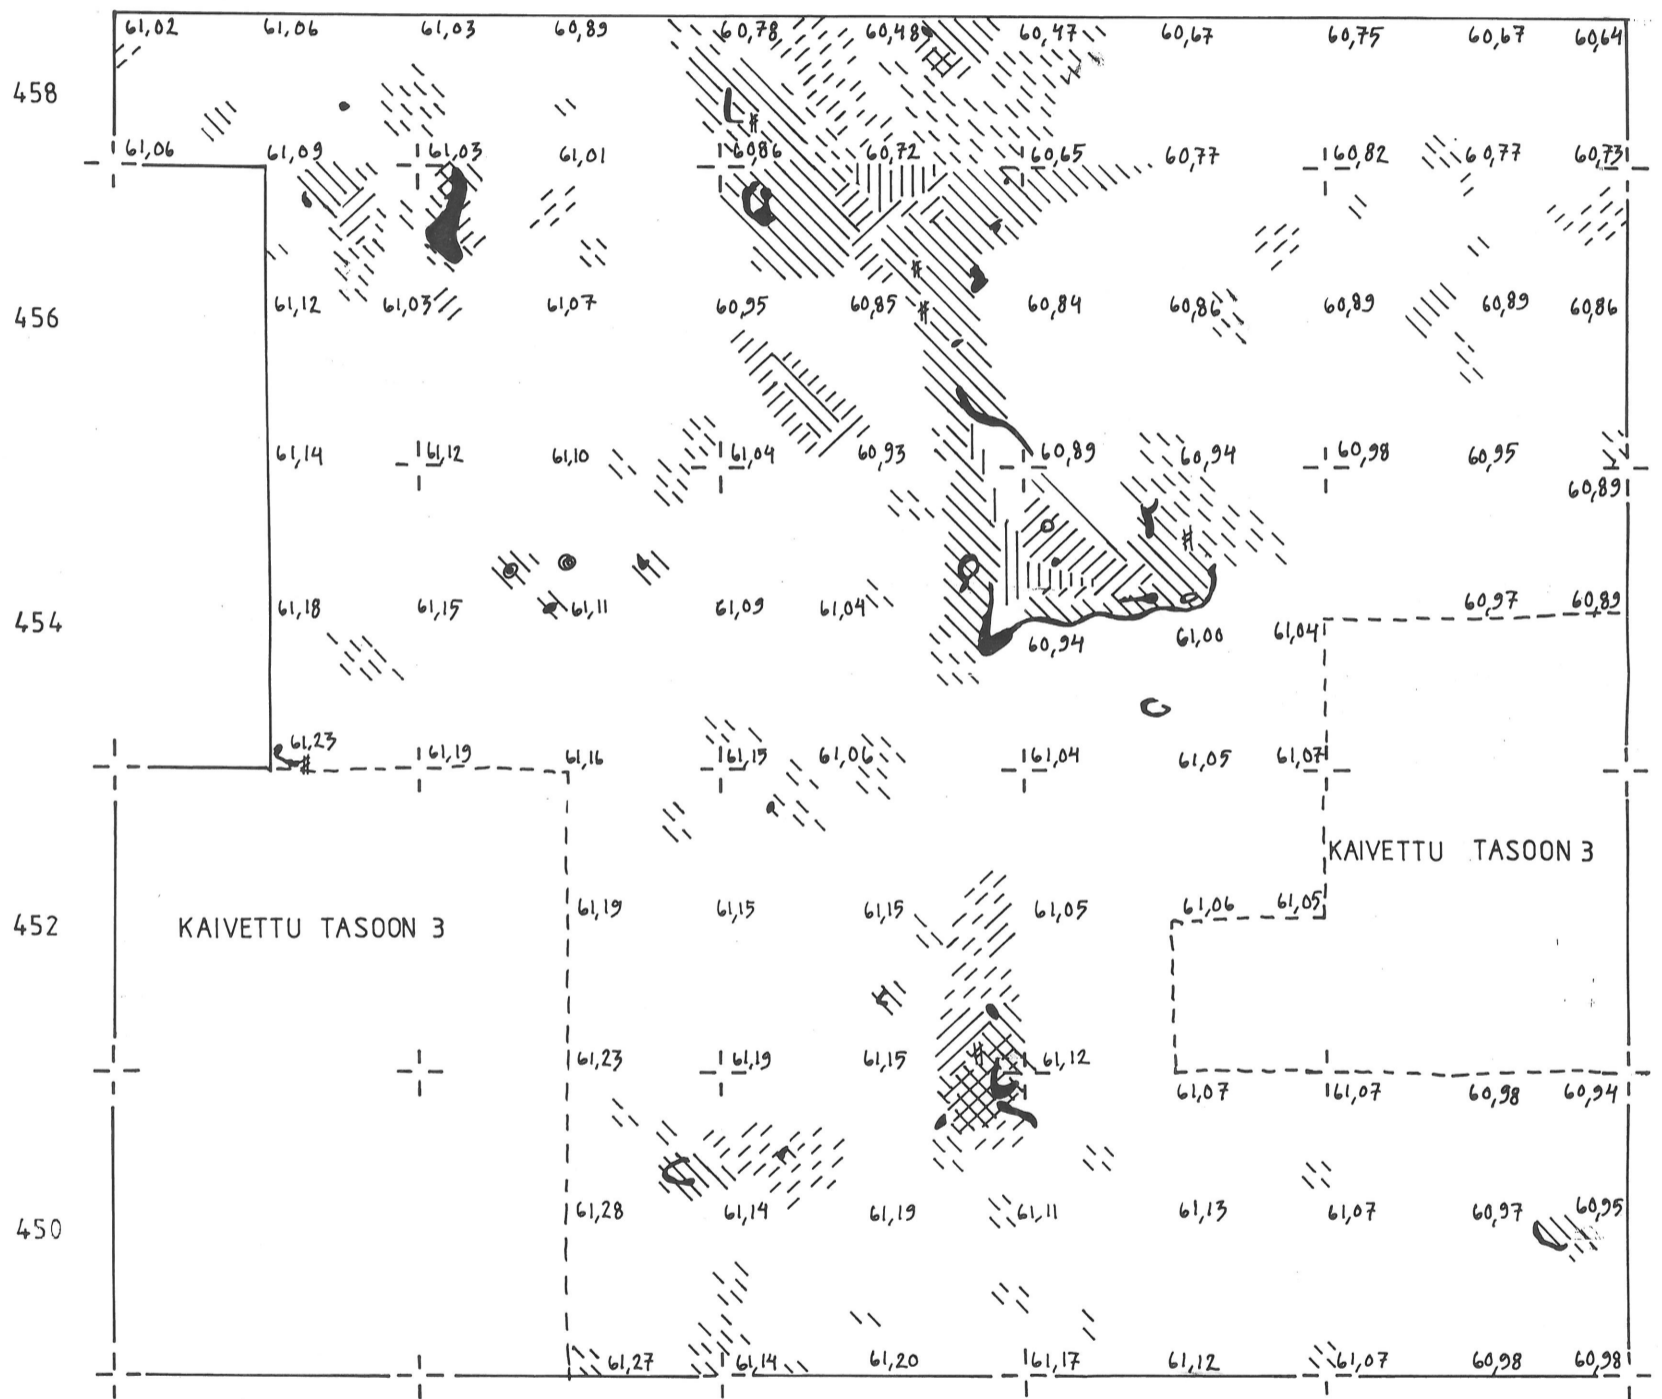 61,02 61,06 61,03 60,89 60,78 60,48 60,47 60,67 60,75 60,67 60,64
458
61,06 61,09 61,03 61,01 60,86 60,72 60,65 60,77 60,82 60,77 60,73
456 61,12 61,03 61,07 60,95 60,85 60,84 60,86 60,89 60,89 60,86
61,14 61,12 61,10 61,04 60,93 60,89 60,94 60,98 60,95
60,89
454 61,18 61,15 61,11 61,09 61,04 60,97 60,89
60,94 61,00 61,04
61,23 61,19 61,16 61,15 61,06 61,04 61,05 61,07
KAIVETTU TASOON 3
452 KAIVETTU TASOON 3 61,19 61,15 61,15 61,05 61,06 61,05
61,23 61,19 61,15 61,12
61,07 61,07 60,98 60,94
450 61,28 61,14 61,19 61,11 61,13 61,07 60,97 60,95
61,27 61,14 61,20 61,17 61,12 61,07 60,98 60,98